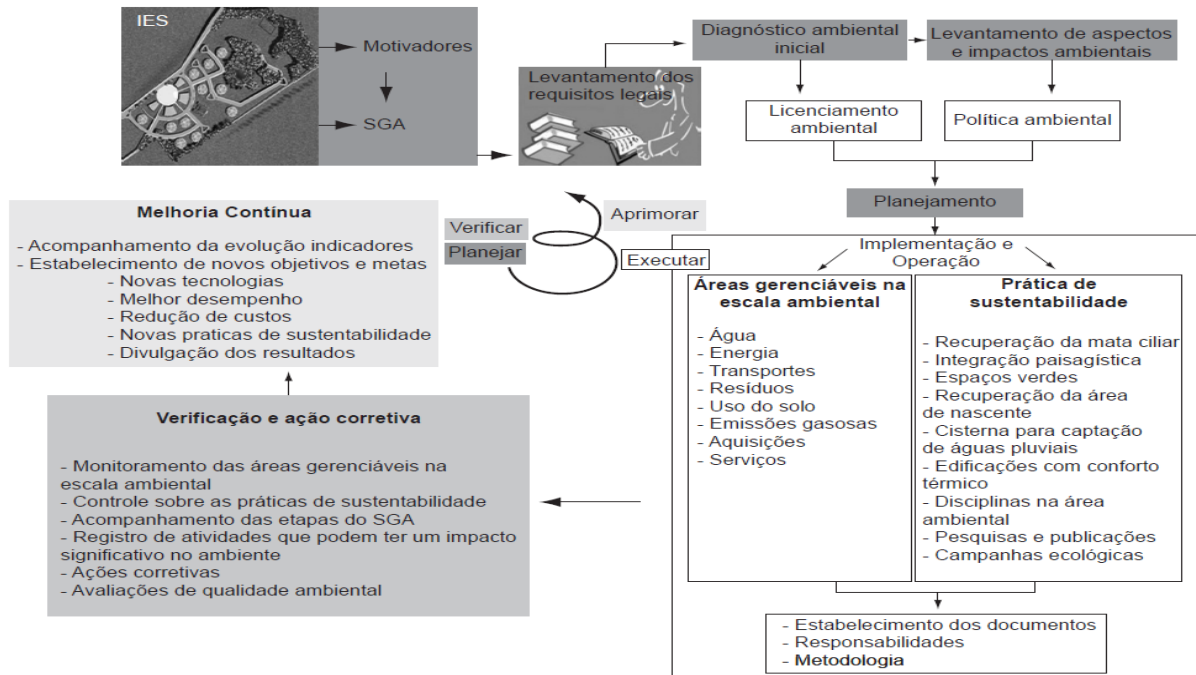 IES
Motivadores
SGA
Levantamento dos
requisitos legais
Diagnóstico ambiental
inicial
Levantamento de aspectos
e impactos ambientais
Licenciamento
ambiental
Política ambiental
Planejamento
Implementação e
Operação
Áreas gerenciáveis na
escala ambiental
- Água
- Energia
- Transportes
- Resíduos
- Uso do solo
- Emissões gasosas
- Aquisições
- Serviços
Prática de
sustentabilidade
- Recuperação da mata ciliar
- Integração paisagística
- Espaços verdes
- Recuperação da área
de nascente
- Cisterna para captação
de águas pluviais
- Edificações com conforto
térmico
- Disciplinas na área
ambiental
- Pesquisas e publicações
- Campanhas ecológicas
- Estabelecimento dos documentos
- Responsabilidades
- Metodologia
Verificar
Planejar
Aprimorar
Executar
Verificação e ação corretiva
- Monitoramento das áreas gerenciáveis na
escala ambiental
- Controle sobre as práticas de sustentabilidade
- Acompanhamento das etapas do SGA
- Registro de atividades que podem ter um impacto
significativo no ambiente
- Ações corretivas
- Avaliações de qualidade ambiental
Melhoria Contínua
- Acompanhamento da evolução indicadores
- Estabelecimento de novos objetivos e metas
- Novas tecnologias
- Melhor desempenho
- Redução de custos
- Novas praticas de sustentabilidade
- Divulgação dos resultados